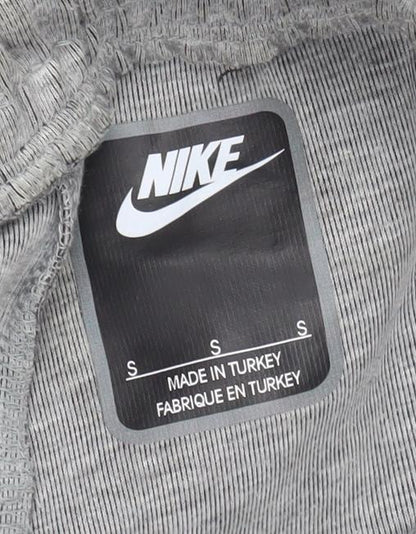 NIKE
S S S
MADE IN TURKEY
FABRIQUE EN TURKEY